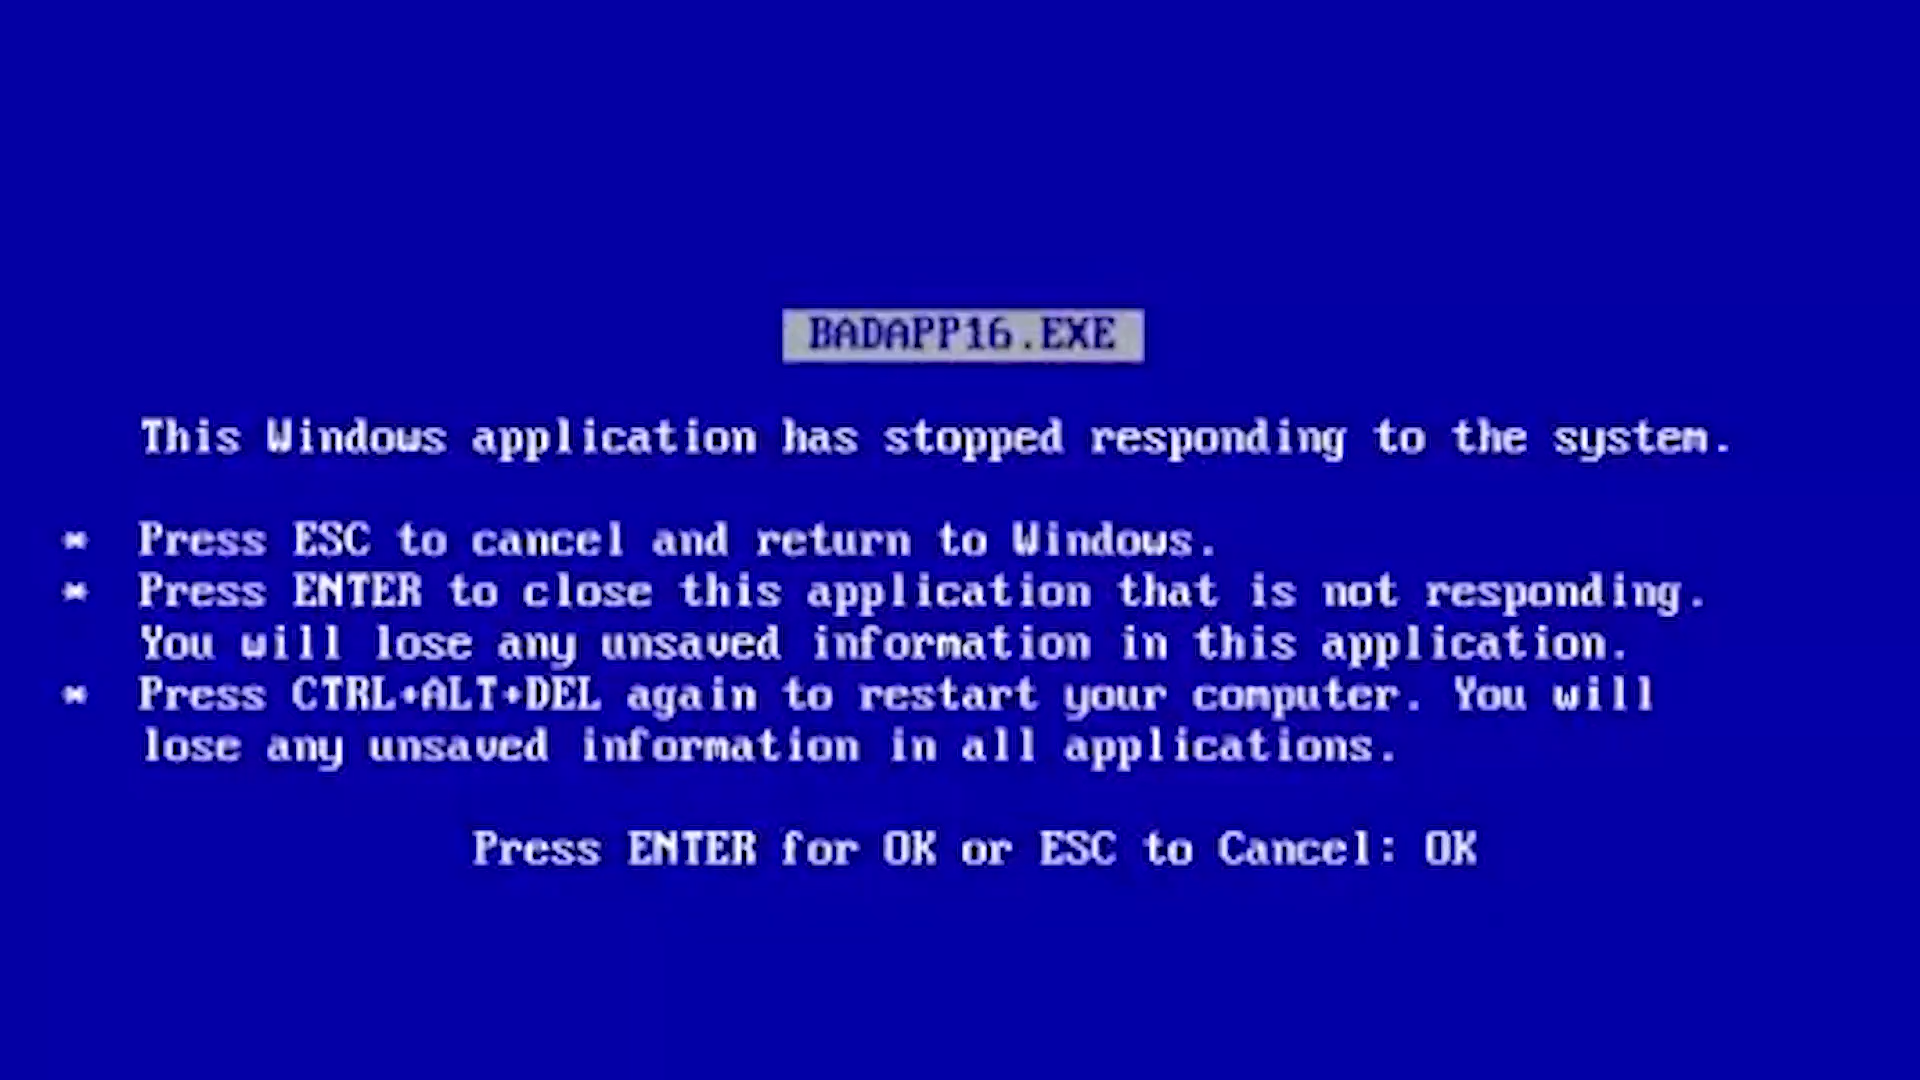 BADAPP16.EXE
This Windows application has stopped responding to the system.
* Press ESC to cancel and return to Windows.
* Press ENTER to close this application that is not responding.
You will lose any unsaved information in this application.
* Press CTRL+ALT+DEL again to restart your computer. You will
lose any unsaved information in all applications.
Press ENTER for OK or ESC to Cancel: OK